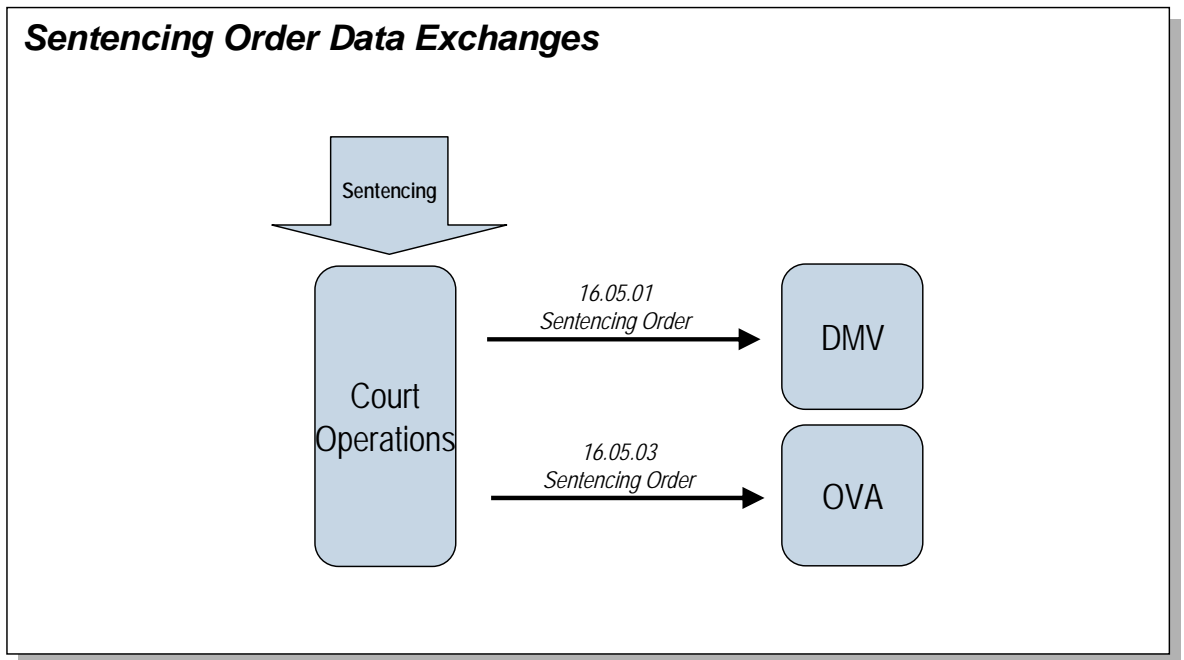 Sentencing Order Data Exchanges
Sentencing
16.05.01
Sentencing Order
DMV
Court
Operations
16.05.03
Sentencing Order
OVA